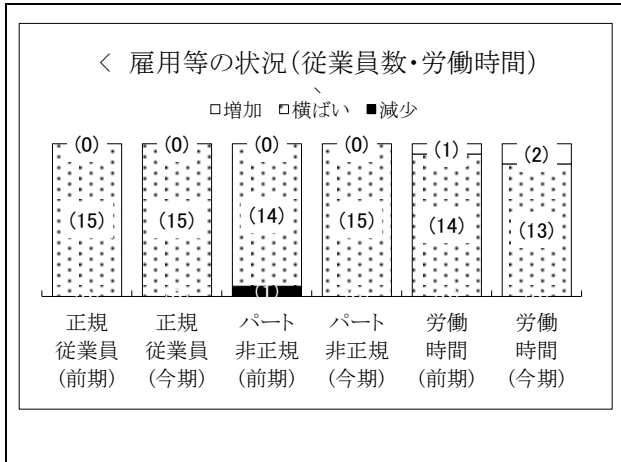 < 雇用等の状況(従業員数・労働時間)
□増加 □横ばい ■減少
(0) (0) (0) (0) (1) (2)
(15) (15) (14) (15) (14) (13)
(1)
正規 正規 パート パート 労働 労働
従業員 従業員 非正規 非正規 時間 時間
(前期) (今期) (前期) (今期) (前期) (今期)